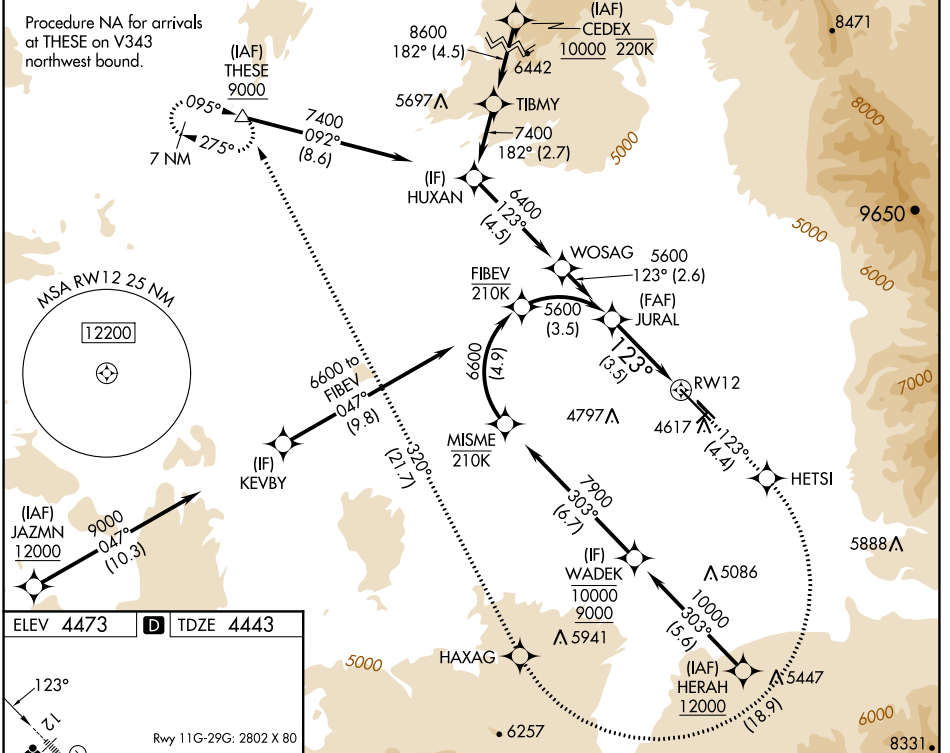 Procedure NA for arrivals
at THESE on V343
northwest bound.
(IAF)
THESE
9000
095°
275°
7 NM
7400
092°
(8.6)
8600
182° (4.5)
(IAF)
CEDEX
10000 220K
6442
5697
TIBMY
7400
182° (2.7)
5000
8471
8000
(IF)
HUXAN
6400
123°
(4.5)
9650
5000
6000
WOSAG
5600
123° (2.6)
FIBEV
210K
5600
(3.5)
(FAF)
JURAL
123°
(3.5)
MSA RW12 25 NM
12200
6600 to
FIBEV
047°
(9.8)
6600
(4.9)
RW12
7000
4797
4617
123°
(4.4)
MISME
210K
320°
(21.7)
(IF)
KEVBY
HETSI
7900
303°
(6.7)
(IAF)
JAZMN
12000
9000
047°
(10.3)
5888
(IF)
WADEK
10000
9000
5086
10000
303°
(5.6)
5941
ELEV 4473 D TDZE 4443
5000
HAXAG
(IAF)
HERAH
12000
5447
(18.9)
6000
123°
12
Rwy 11G-29G: 2802 X 80
6257
8331